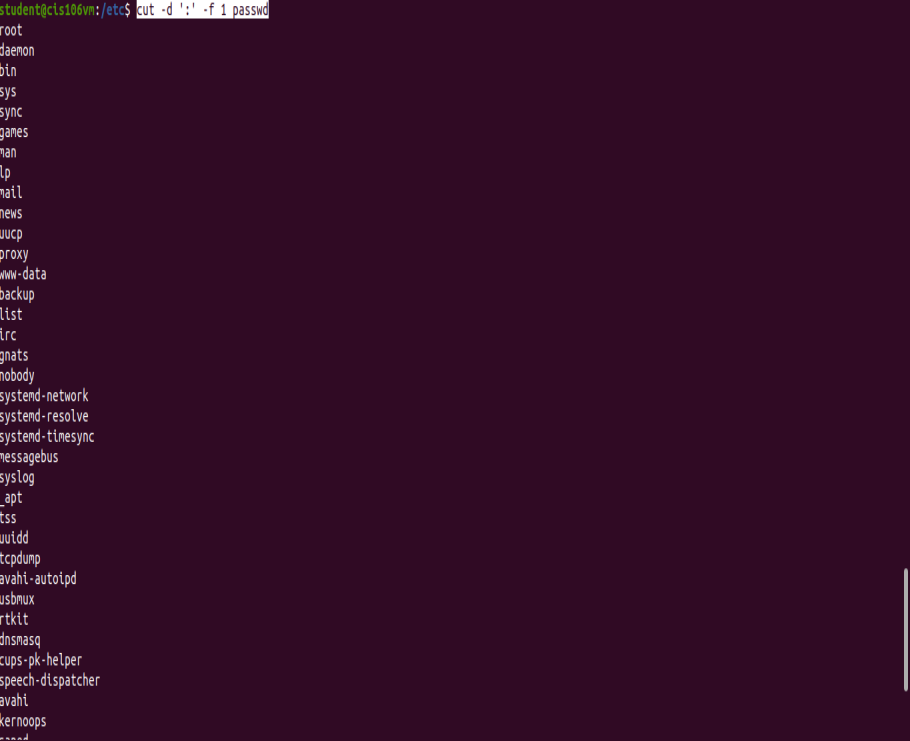 student@cis106vm:/etc$ cut -d ':' -f 1 passwd
root
daemon
bin
sys
sync
games
man
lp
mail
news
uucp
proxy
www-data
backup
list
irc
gnats
nobody
systemd-network
systemd-resolve
systemd-timesync
messagebus
syslog
_apt
tss
uuidd
tcpdump
avahi-autoipd
usbmux
rtkit
dnsmasq
cups-pk-helper
speech-dispatcher
avahi
kernoops